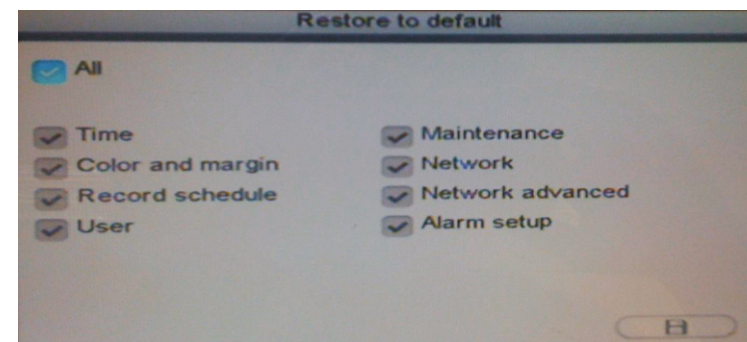 Restore to default
All
Time
Color and margin
Record schedule
User
Maintenance
Network
Network advanced
Alarm setup